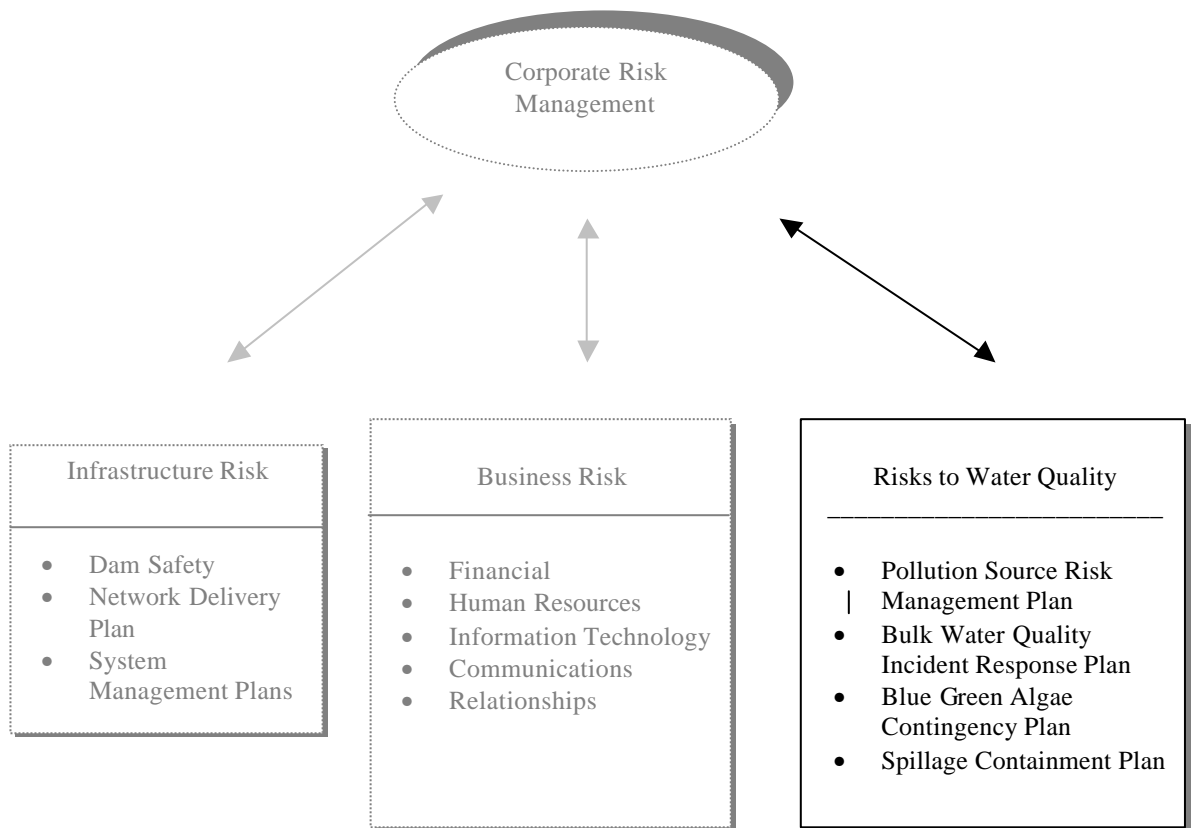 Corporate Risk
Management
Infrastructure Risk
• Dam Safety
• Network Delivery
Plan
• System
Management Plans
Business Risk
• Financial
• Human Resources
• Information Technology
• Communications
• Relationships
Risks to Water Quality
• Pollution Source Risk
| Management Plan
• Bulk Water Quality
Incident Response Plan
• Blue Green Algae
Contingency Plan
• Spillage Containment Plan